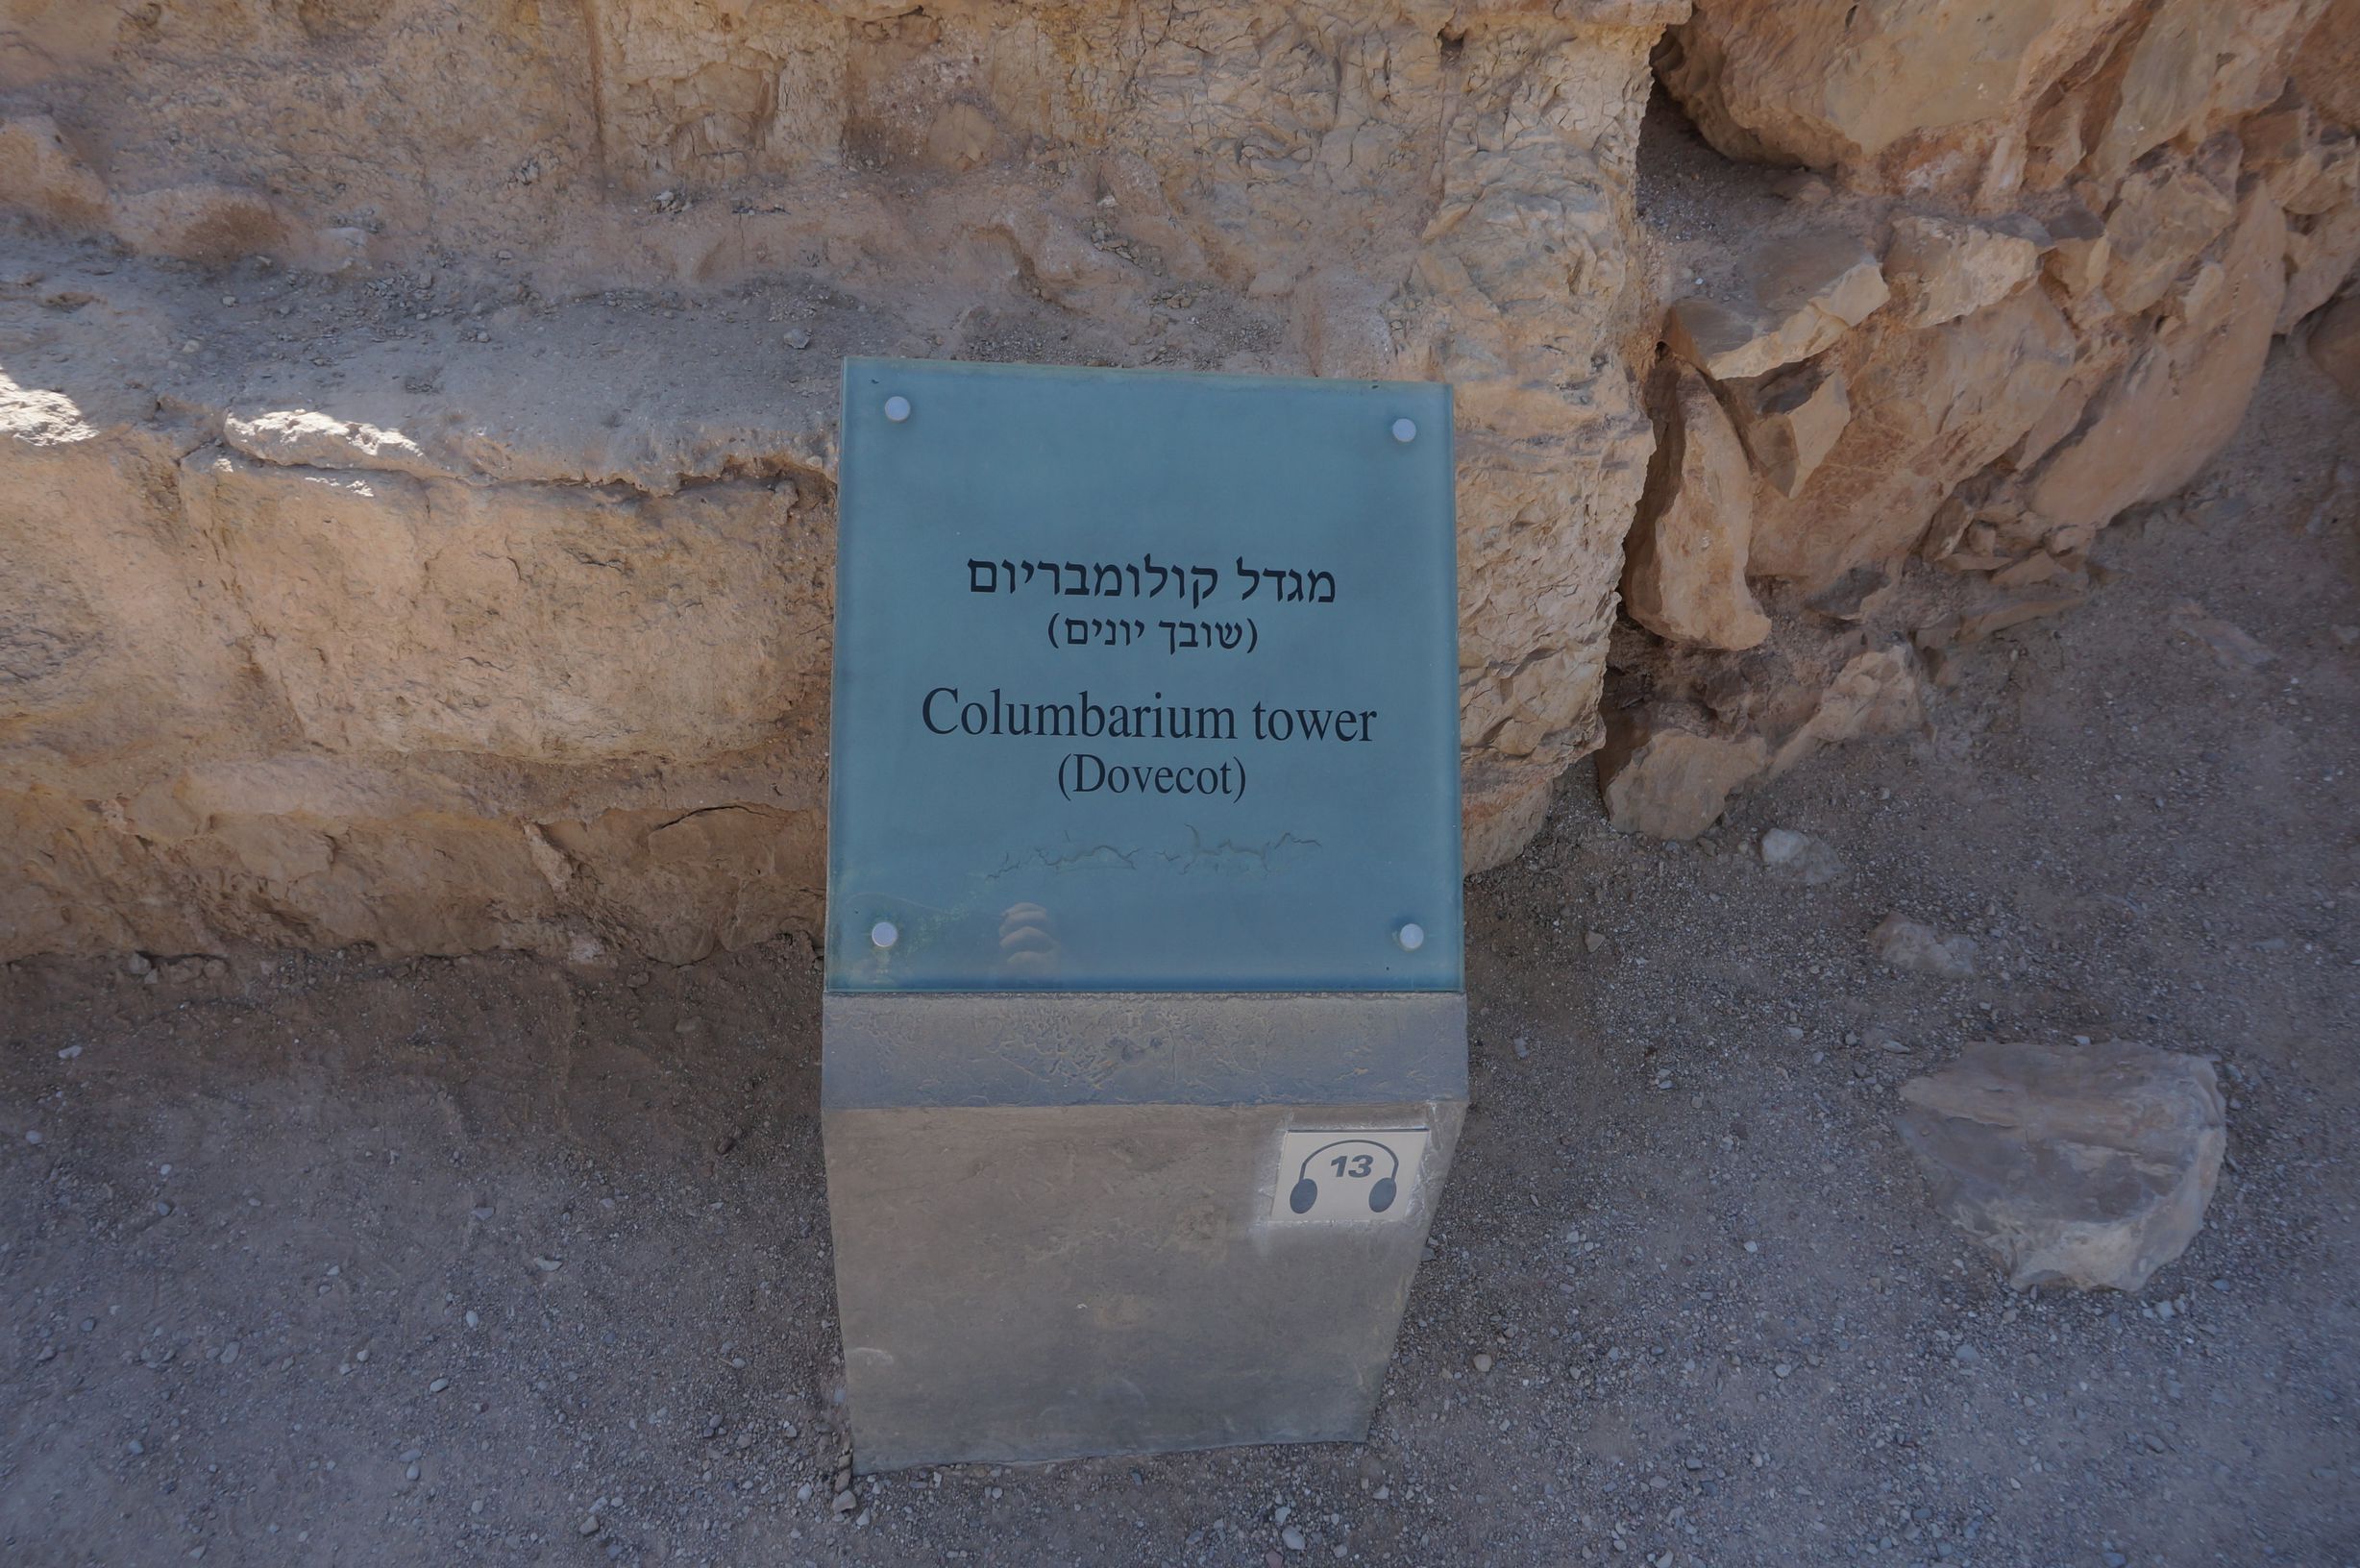 מגדל קולומבריום
(שובך יונים)
Columbarium tower
(Dovecot)
13